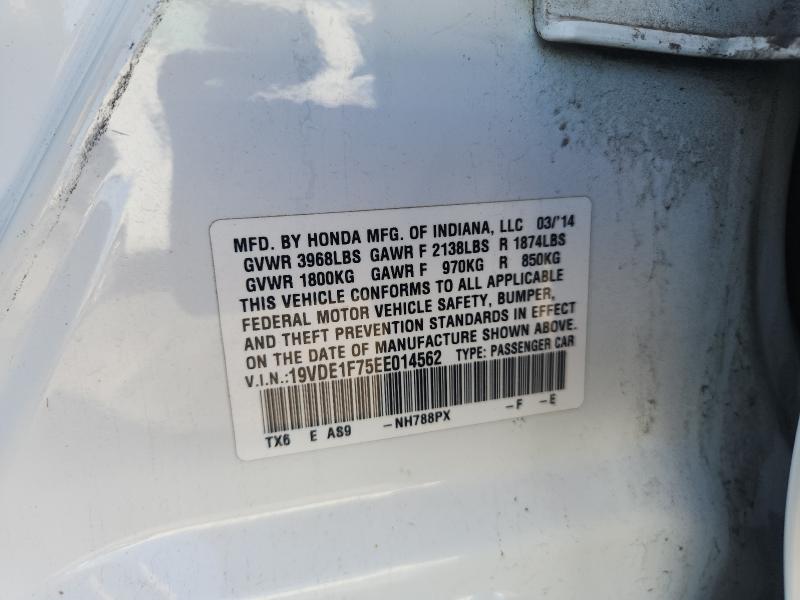 MFD. BY HONDA MFG. OF INDIANA, LLC 03/'14
GVWR 3968LBS GAWR F 2138LBS R 1874LBS
GVWR 1800KG GAWR F 970KG R 850KG
THIS VEHICLE CONFORMS TO ALL APPLICABLE
FEDERAL MOTOR VEHICLE SAFETY, BUMPER,
AND THEFT PREVENTION STANDARDS IN EFFECT
ON THE DATE OF MANUFACTURE SHOWN ABOVE.
V.I.N.:19VDE1F75EE014562 TYPE: PASSENGER CAR
TX6 E AS9 -NH788PX -F -E